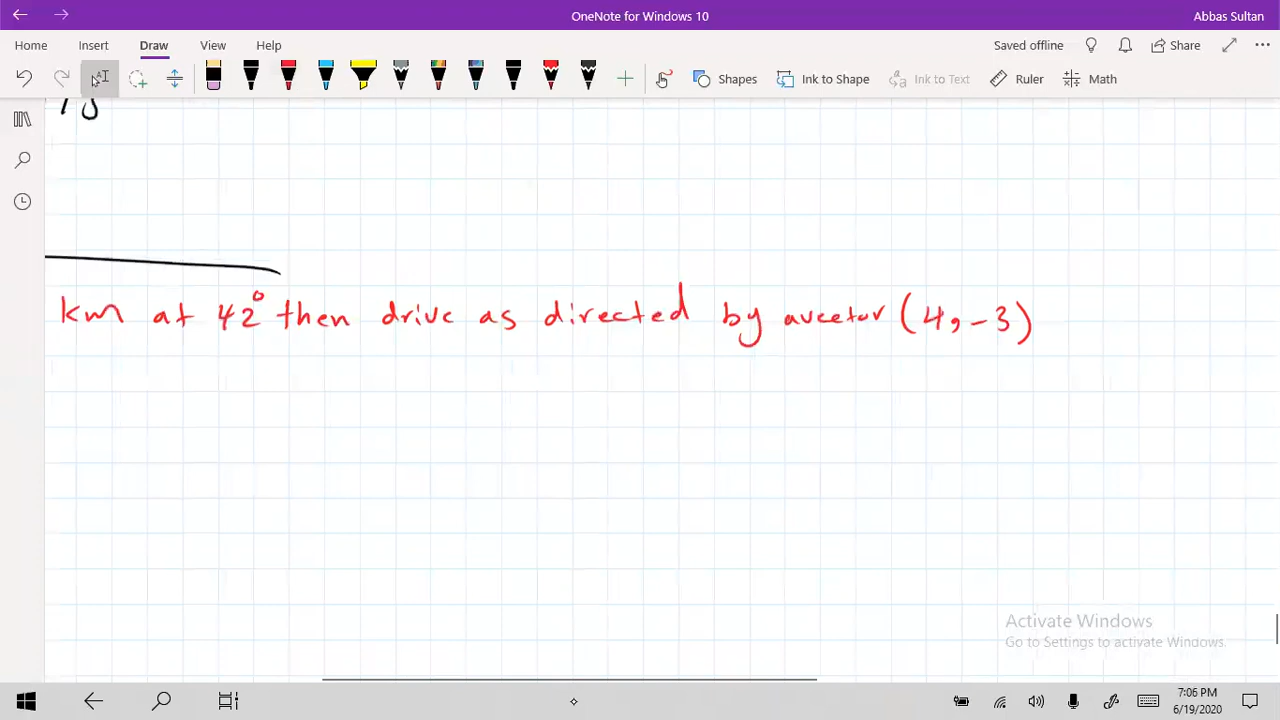 OneNote for Windows 10
Abbas Sultan
Home Insert Draw View Help
Saved offline Share
Shapes Ink to Shape Ink to Text Ruler Math
km at 42° then drive as directed by avector (4, -3)
Activate Windows
Go to Settings to activate Windows.
7:06 PM
6/19/2020